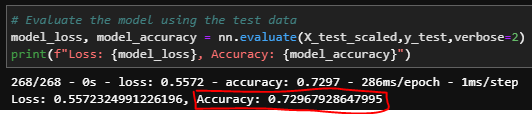 # Evaluate the model using the test data
model_loss, model_accuracy = nn.evaluate(X_test_scaled,y_test,verbose=2)
print(f"Loss: {model_loss}, Accuracy: {model_accuracy}")
268/268 - 0s - loss: 0.5572 - accuracy: 0.7297 - 286ms/epoch - 1ms/step
Loss: 0.5572324991226196, Accuracy: 0.72967928647995